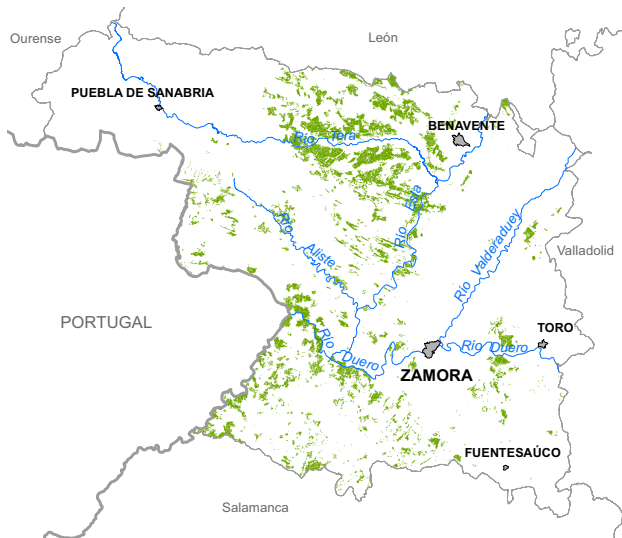 Ourense
León
PUEBLA DE SANABRIA
BENAVENTE
Río Tera
Río Esla
Río Aliste
Río Valderaduey
Valladolid
PORTUGAL
TORO
Río Duero
Río Duero
ZAMORA
FUENTESAÚCO
Salamanca